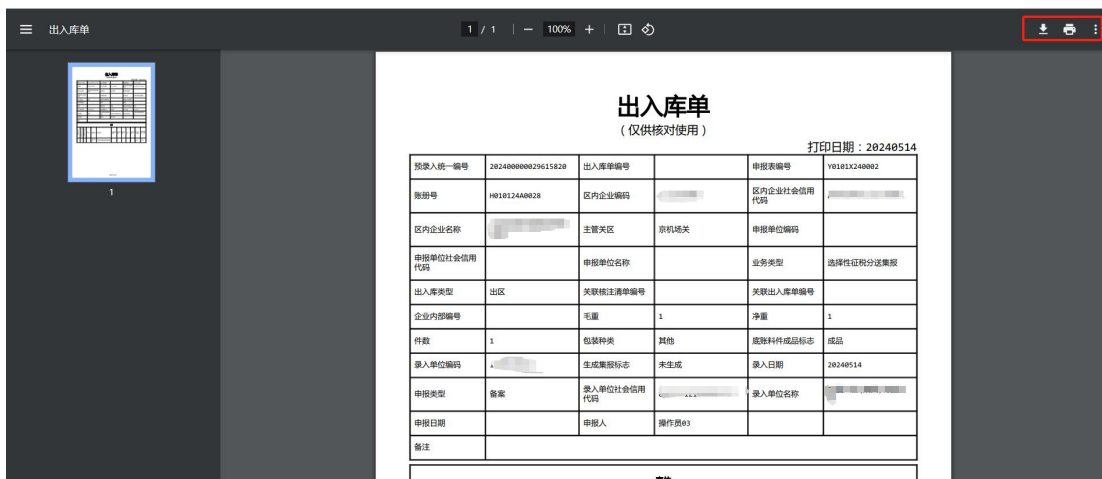 出入库单
1 / 1
100%
1
出入库单
(仅供核对使用)
打印日期：20240514
预录入统一编号 202400000029615820 出入库单编号 申报表编号 Y0101X240002
账册号 H010124A0028 区内企业编码 区内企业社会信用代码
区内企业名称 主管关区 京机场关 申报单位编码
申报单位社会信用代码 申报单位名称 业务类型 选择性征税分送集报
出入库类型 出区 关联核注清单编号 关联出入库单编号
企业内部编号 毛重 1 净重 1
件数 1 包装种类 其他 底账料件成品标志 成品
录入单位编码 生成集报标志 未生成 录入日期 20240514
申报类型 备案 录入单位社会信用代码 录入单位名称
申报日期 申报人 操作员03
备注